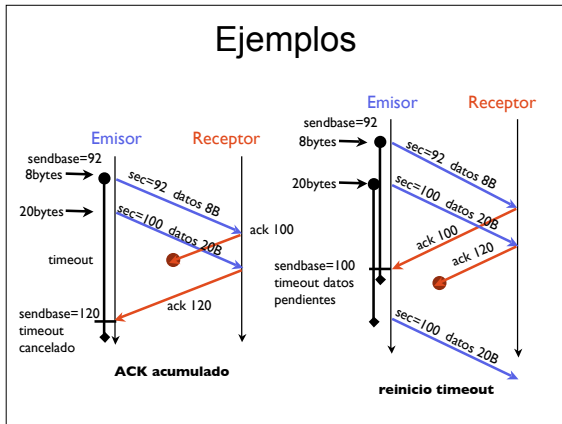 Ejemplos
Emisor
Receptor
sendbase=92
8bytes
20bytes
sec=92 datos 8B
sec=100 datos 20B
ack 100
timeout
ack 120
sendbase=120
timeout
cancelado
ACK acumulado
Emisor
Receptor
sendbase=92
8bytes
20bytes
sec=92 datos 8B
sec=100 datos 20B
ack 100
ack 120
sendbase=100
timeout datos
pendientes
sec=100 datos 20B
reinicio timeout